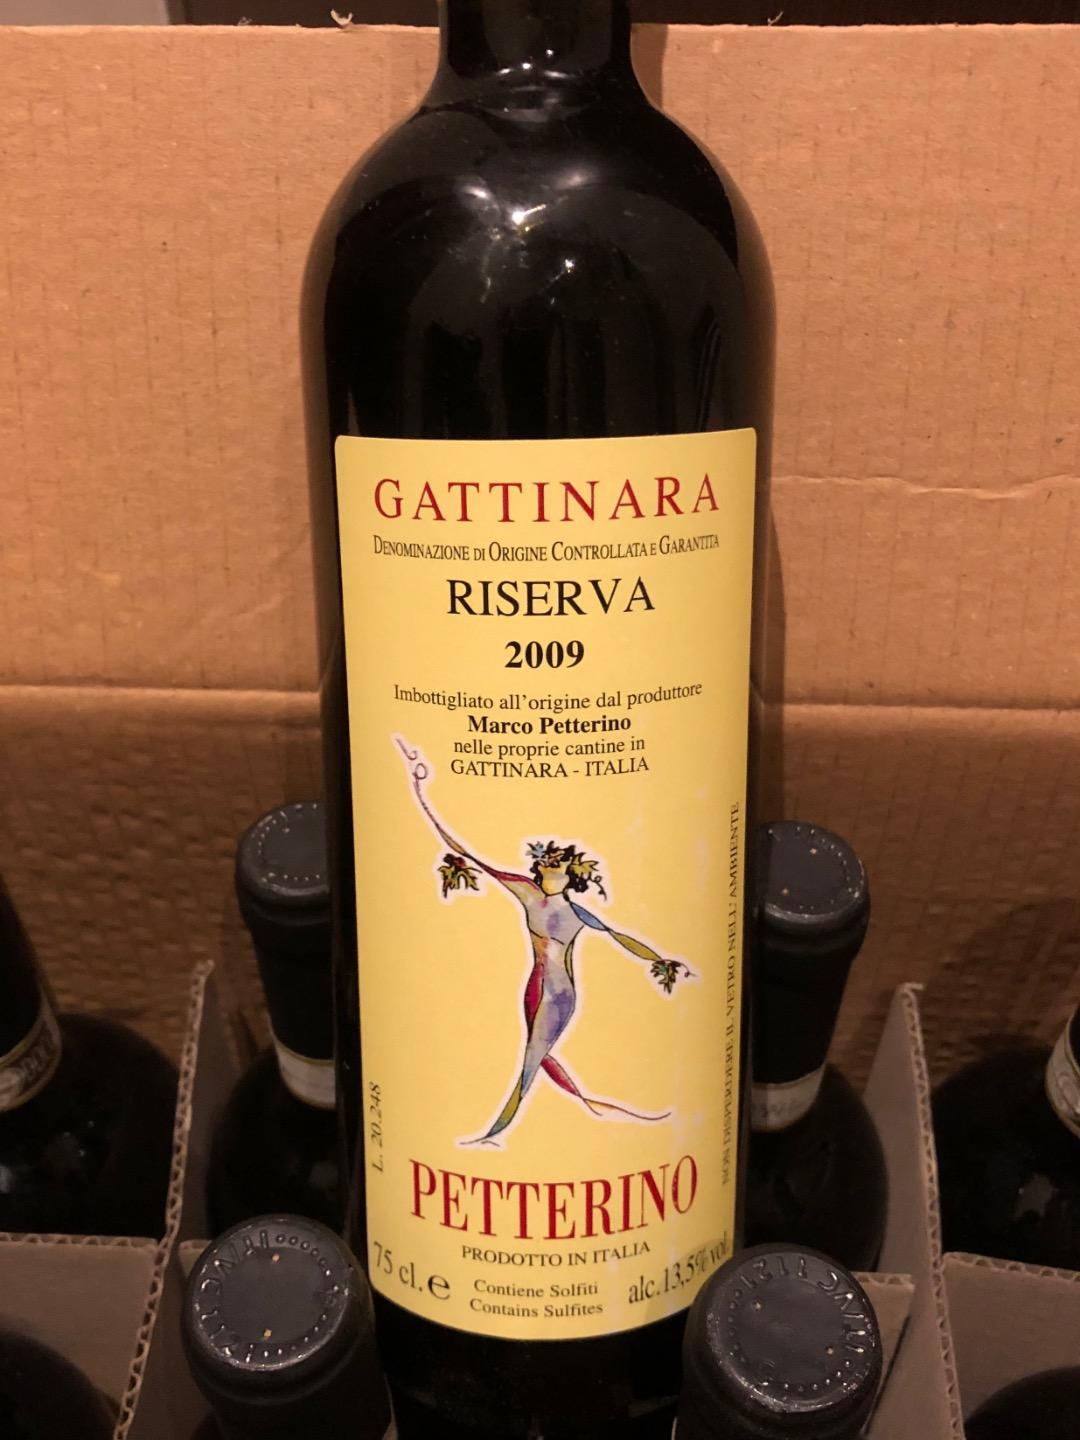 GATTINARA
DENOMINAZIONE DI ORIGINE CONTROLLATA E GARANTITA
RISERVA
2009
Imbottigliato all'origine dal produttore
Marco Petterino
nelle proprie cantine in
GATTINARA - ITALIA
NON DISPERDERE IL VETRO NELL'AMBIENTE
L. 20.248
PETTERINO
PRODOTTO IN ITALIA
75 cl. e
Contiene Solfiti
Contains Sulfites
alc.13,5% vol.